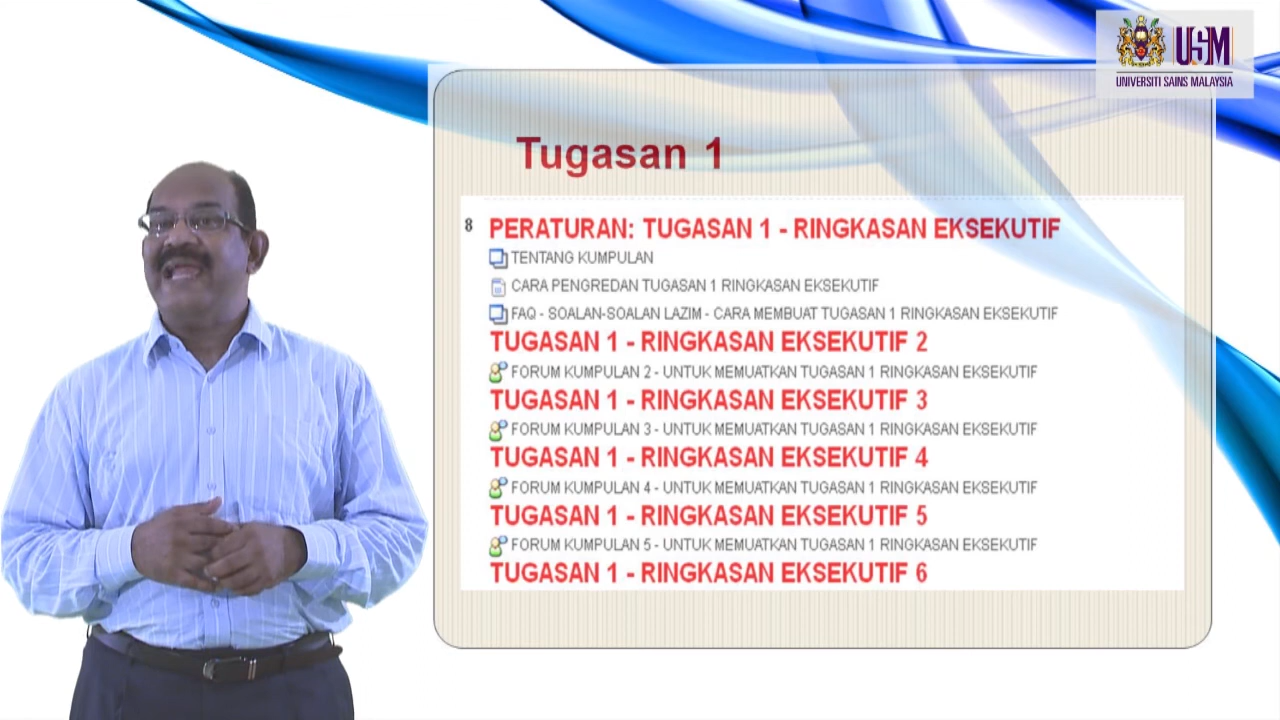 USM
UNIVERSITI SAINS MALAYSIA
Tugasan 1
8 PERATURAN: TUGASAN 1 - RINGKASAN EKSEKUTIF
TENTANG KUMPULAN
CARA PENGREDAN TUGASAN 1 RINGKASAN EKSEKUTIF
FAQ - SOALAN-SOALAN LAZIM - CARA MEMBUAT TUGASAN 1 RINGKASAN EKSEKUTIF
TUGASAN 1 - RINGKASAN EKSEKUTIF 2
FORUM KUMPULAN 2 - UNTUK MEMUATKAN TUGASAN 1 RINGKASAN EKSEKUTIF
TUGASAN 1 - RINGKASAN EKSEKUTIF 3
FORUM KUMPULAN 3 - UNTUK MEMUATKAN TUGASAN 1 RINGKASAN EKSEKUTIF
TUGASAN 1 - RINGKASAN EKSEKUTIF 4
FORUM KUMPULAN 4 - UNTUK MEMUATKAN TUGASAN 1 RINGKASAN EKSEKUTIF
TUGASAN 1 - RINGKASAN EKSEKUTIF 5
FORUM KUMPULAN 5 - UNTUK MEMUATKAN TUGASAN 1 RINGKASAN EKSEKUTIF
TUGASAN 1 - RINGKASAN EKSEKUTIF 6